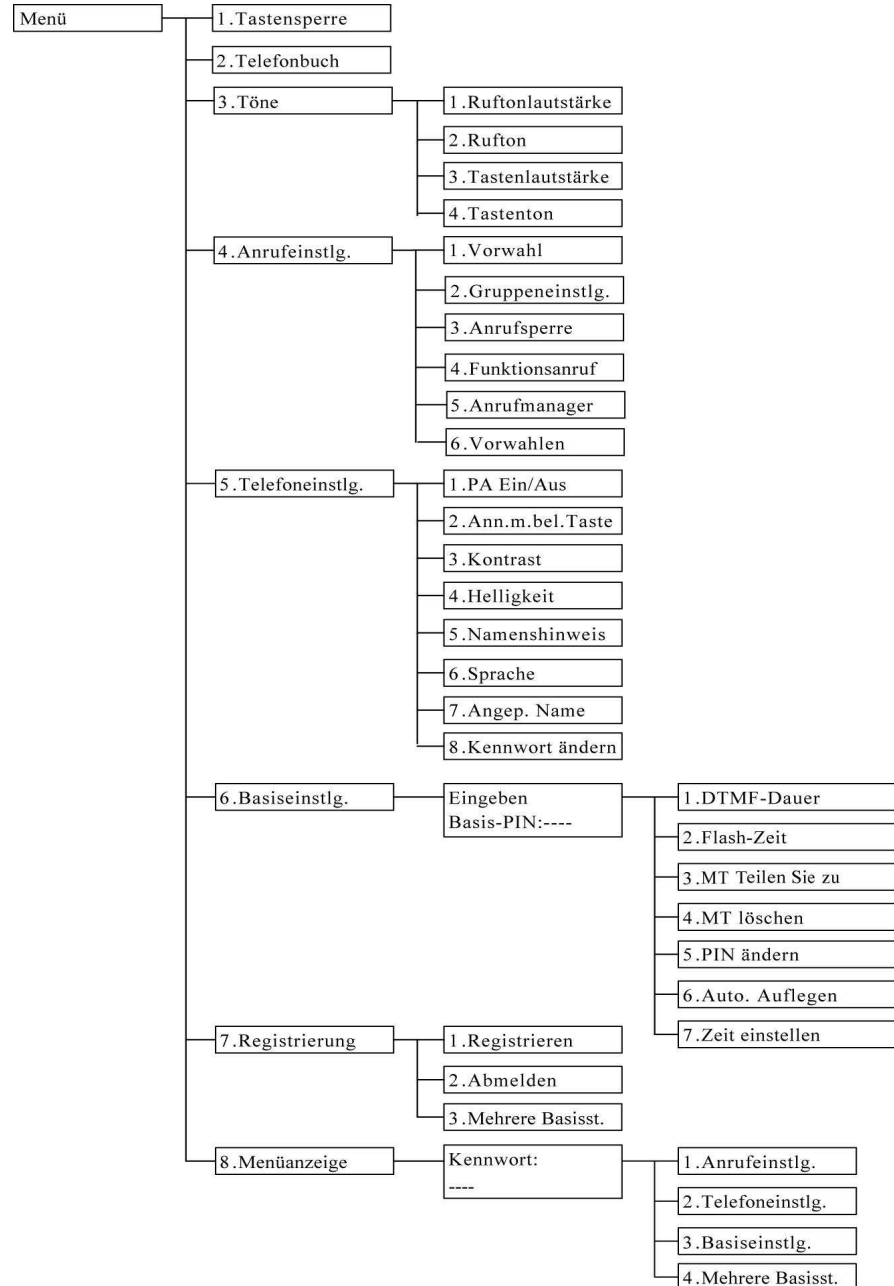 Menü
1.Tastensperre
2.Telefonbuch
3.Töne
1.Ruftonlautstärke
2.Rufton
3.Tastenlautstärke
4.Tastenton
4.Anrufeinstlg.
1.Vorwahl
2.Gruppeneinstlg.
3.Anrufsperre
4.Funktionsanruf
5.Anrufmanager
6.Vorwahlen
5.Telefoneinstlg.
1.PA Ein/Aus
2.Ann.m.bel.Taste
3.Kontrast
4.Helligkeit
5.Namenshinweis
6.Sprache
7.Angep. Name
8.Kennwort ändern
6.Basiseinstlg.
Eingeben
Basis-PIN:----
1.DTMF-Dauer
2.Flash-Zeit
3.MT Teilen Sie zu
4.MT löschen
5.PIN ändern
6.Auto. Auflegen
7.Zeit einstellen
7.Registrierung
1.Registrieren
2.Abmelden
3.Mehrere Basisst.
8.Menüanzeige
Kennwort:
----
1.Anrufeinstlg.
2.Telefoneinstlg.
3.Basiseinstlg.
4.Mehrere Basisst.